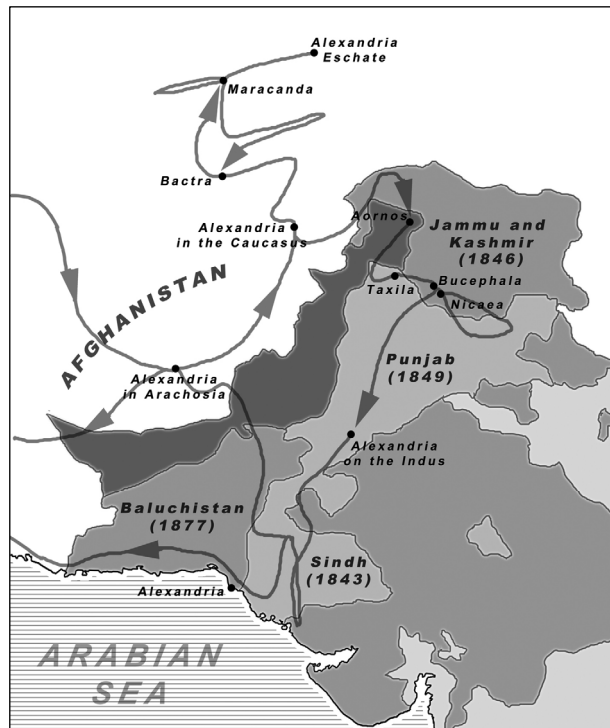 Alexandria
Eschate
Maracanda
Bactra
Alexandria
in the Caucasus
Aornos
Jammu and
Kashmir
(1846)
AFGHANISTAN
Taxila
Bucephala
Nicaea
Punjab
(1849)
Alexandria
in Arachosia
Alexandria
on the Indus
Baluchistan
(1877)
Sindh
(1843)
Alexandria
ARABIAN
SEA